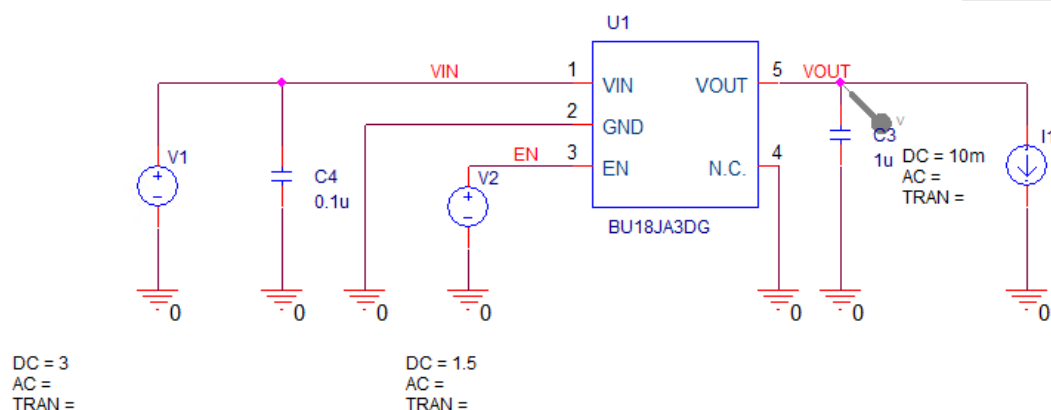 U1
VIN
1
VIN
VOUT
5
VOUT
2
GND
EN
3
EN
N.C.
4
V1
+
−
C4
0.1u
V2
+
−
BU18JA3DG
V
C3
1u
DC = 10m
AC =
TRAN =
I1
0
0
0
0
0
0
0
DC = 3
AC =
TRAN =
DC = 1.5
AC =
TRAN =